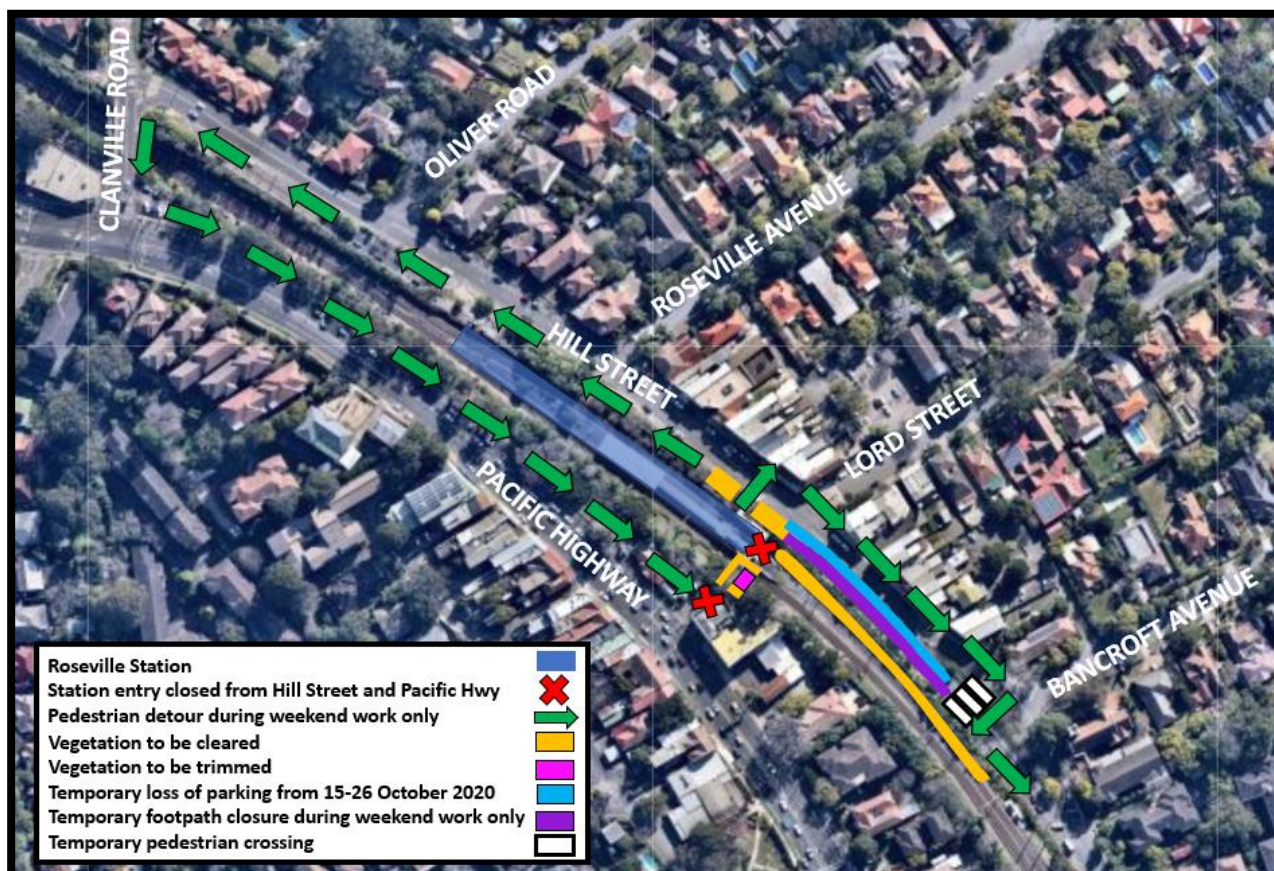 CLANVILLE ROAD
OLIVER ROAD
ROSEVILLE AVENUE
HILL STREET
LORD STREET
PACIFIC HIGHWAY
BANCROFT AVENUE
Roseville Station
Station entry closed from Hill Street and Pacific Hwy
Pedestrian detour during weekend work only
Vegetation to be cleared
Vegetation to be trimmed
Temporary loss of parking from 15-26 October 2020
Temporary footpath closure during weekend work only
Temporary pedestrian crossing